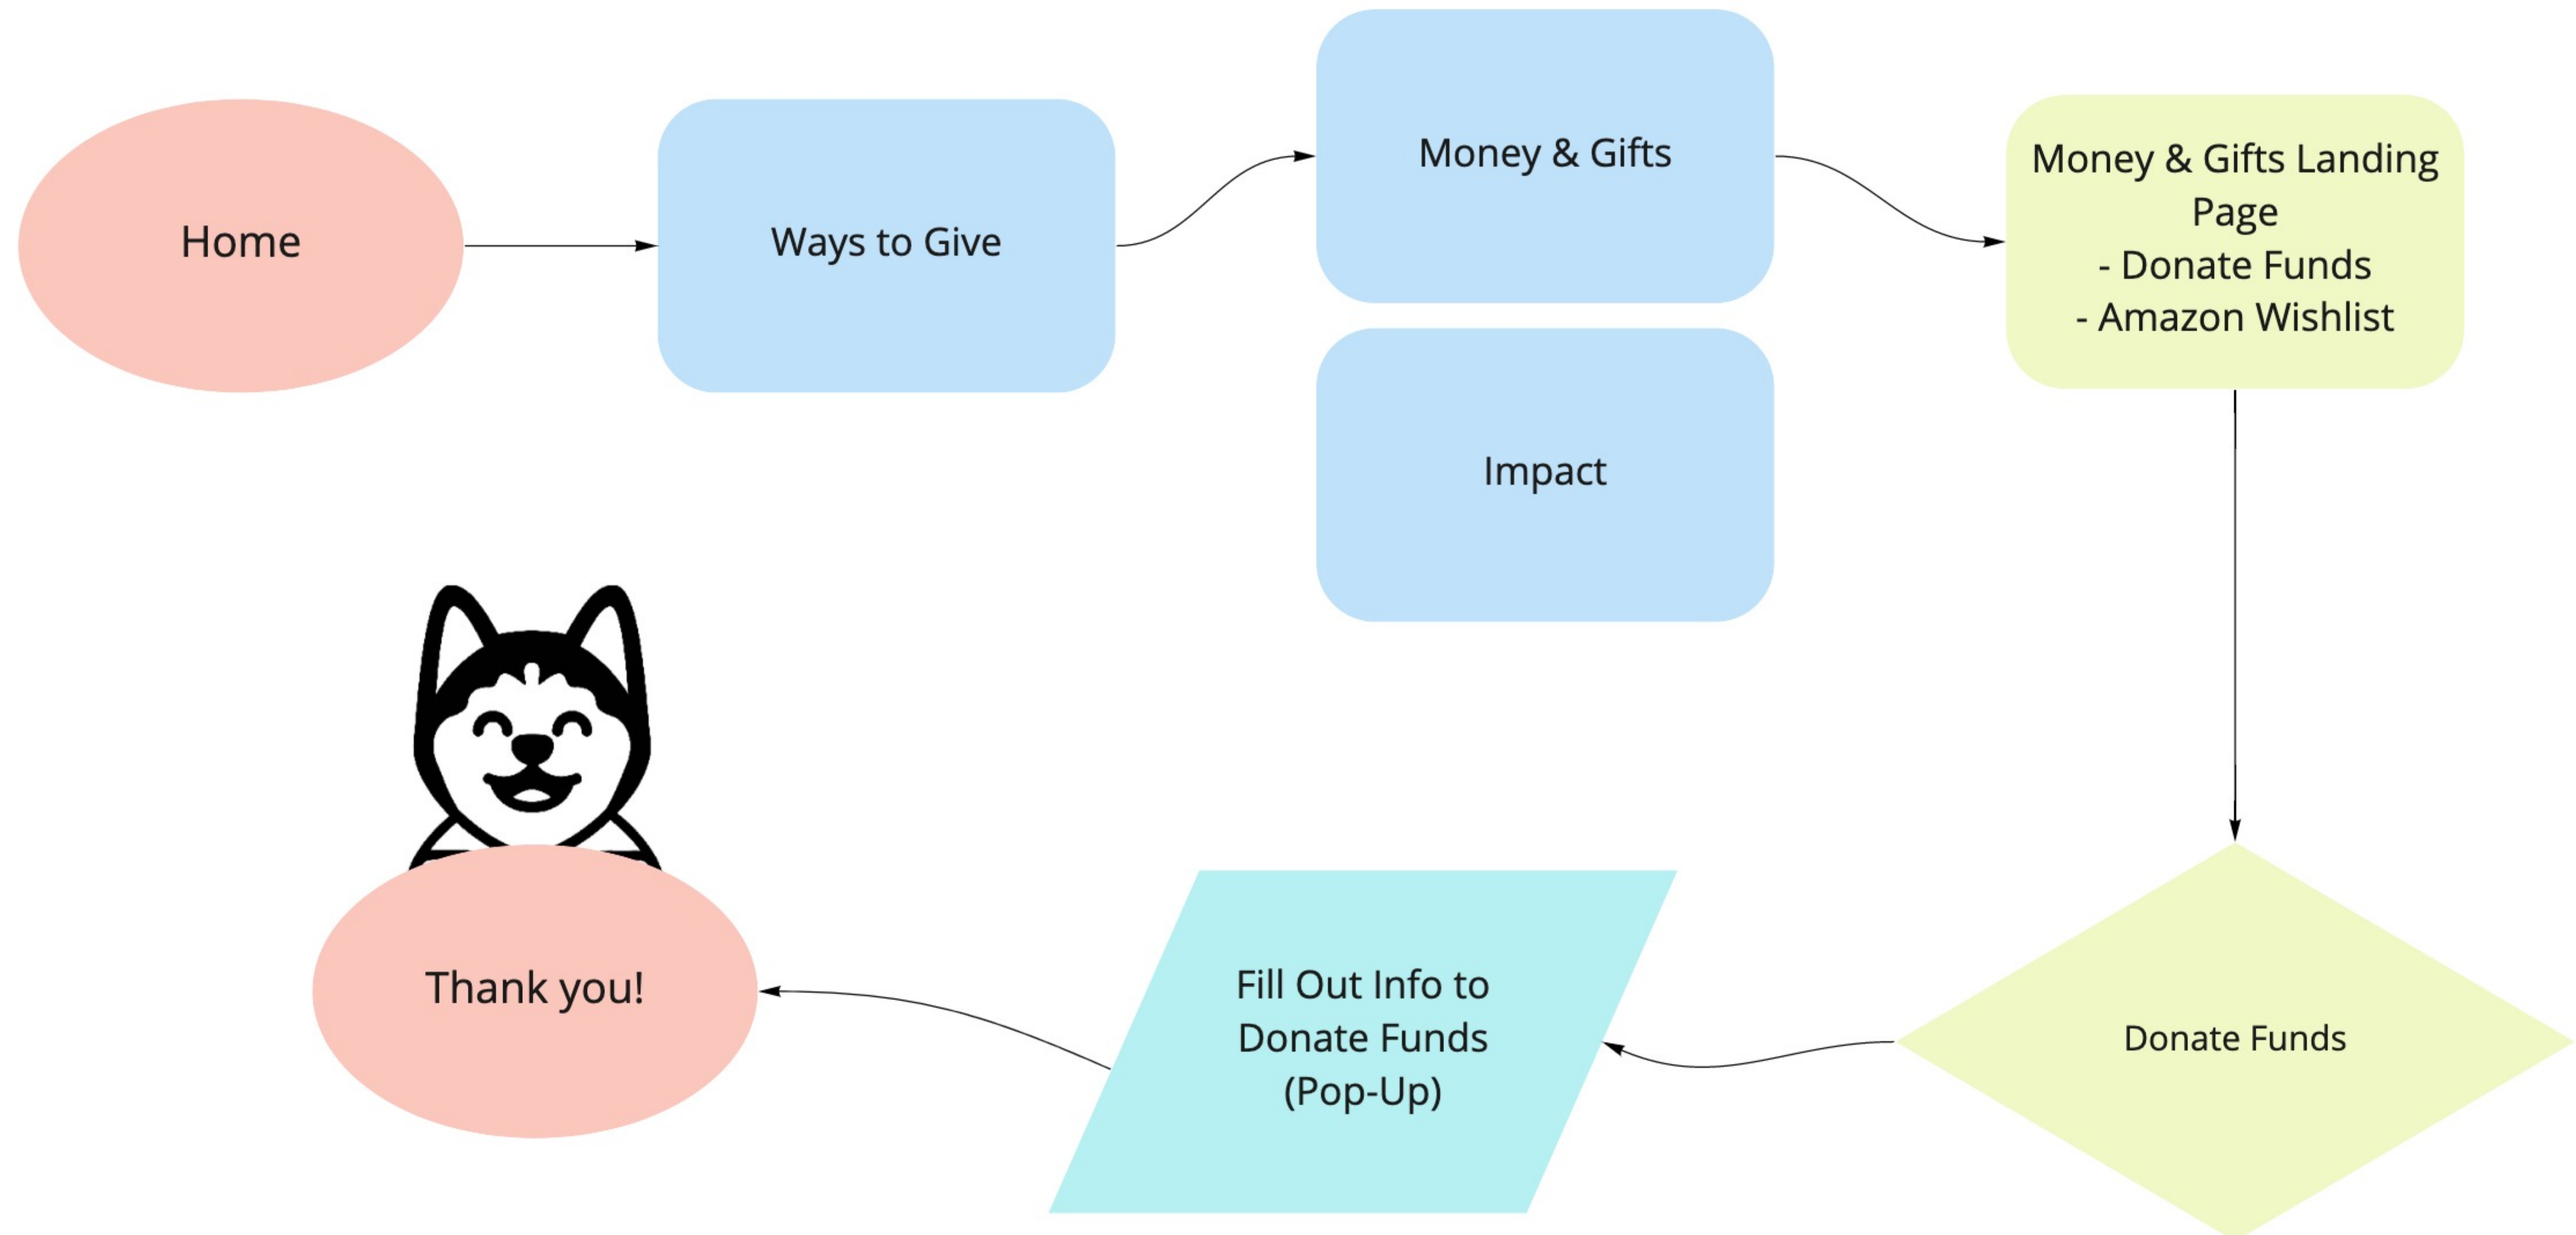 Home
Ways to Give
Money & Gifts
Impact
Money & Gifts Landing
Page
- Donate Funds
- Amazon Wishlist
Donate Funds
Fill Out Info to
Donate Funds
(Pop-Up)
Thank you!